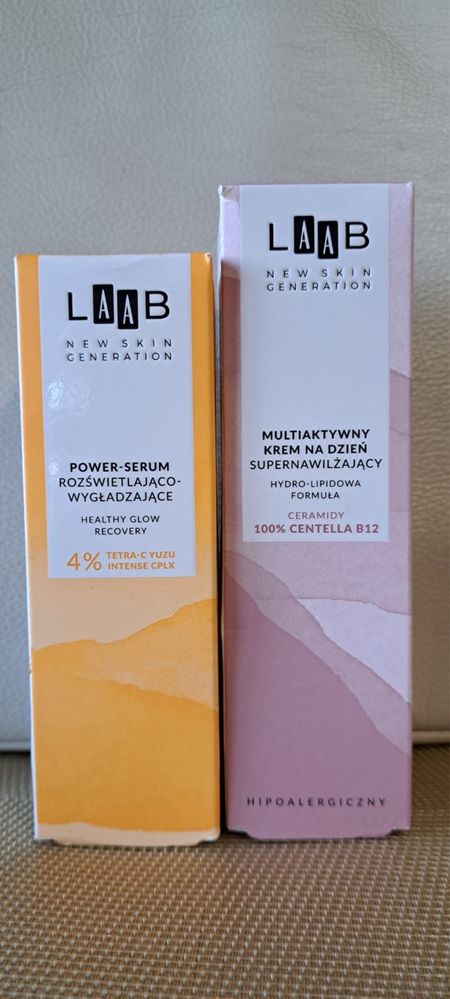 LAAB
NEW SKIN
GENERATION
POWER-SERUM
ROZŚWIETLAJĄCO-
WYGŁADZAJĄCE
HEALTHY GLOW
RECOVERY
4% TETRA-C YUZU
INTENSE CPLX
LAAB
NEW SKIN
GENERATION
MULTIAKTYWNY
KREM NA DZIEŃ
SUPERNAWILŻAJĄCY
HYDRO-LIPIDOWA
FORMUŁA
CERAMIDY
100% CENTELLA B12
HIPOALERGICZNY